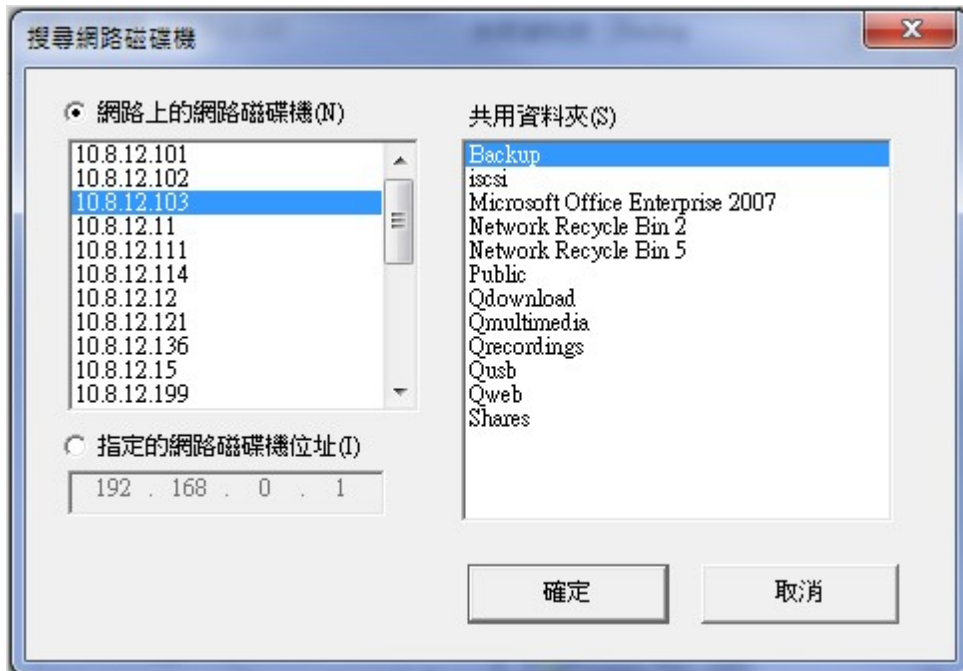 搜尋網路磁碟機
網路上的網路磁碟機(N)
10.8.12.101
10.8.12.102
10.8.12.103
10.8.12.11
10.8.12.111
10.8.12.114
10.8.12.12
10.8.12.121
10.8.12.136
10.8.12.15
10.8.12.199
指定的網路磁碟機位址(I)
192 . 168 . 0 . 1
共用資料夾(S)
Backup
iscsi
Microsoft Office Enterprise 2007
Network Recycle Bin 2
Network Recycle Bin 5
Public
Qdownload
Qmultimedia
Qrecordings
Qusb
Qweb
Shares
確定
取消